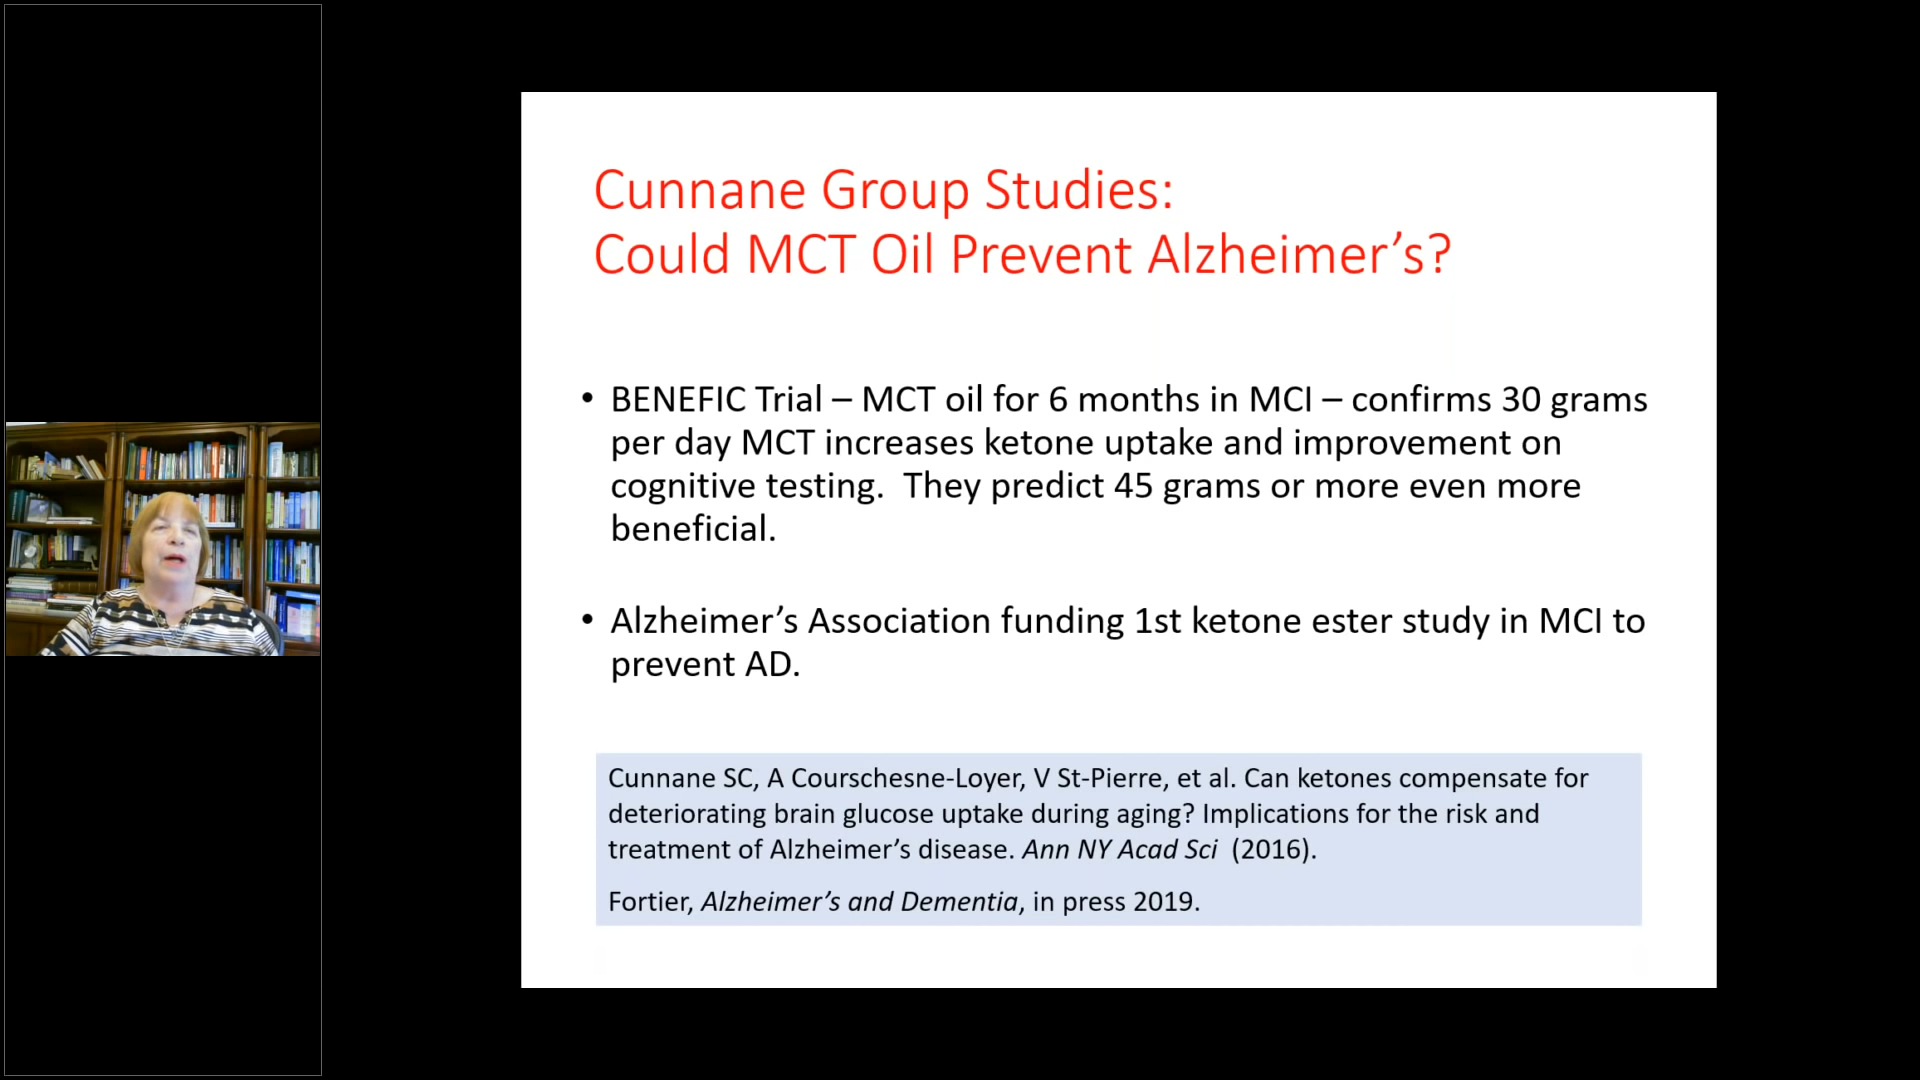 Cunnane Group Studies:
Could MCT Oil Prevent Alzheimer’s?
• BENEFIC Trial – MCT oil for 6 months in MCI – confirms 30 grams
per day MCT increases ketone uptake and improvement on
cognitive testing.  They predict 45 grams or more even more
beneficial.
• Alzheimer’s Association funding 1st ketone ester study in MCI to
prevent AD.
Cunnane SC, A Courschesne-Loyer, V St-Pierre, et al. Can ketones compensate for
deteriorating brain glucose uptake during aging? Implications for the risk and
treatment of Alzheimer’s disease. Ann NY Acad Sci  (2016).
Fortier, Alzheimer’s and Dementia, in press 2019.